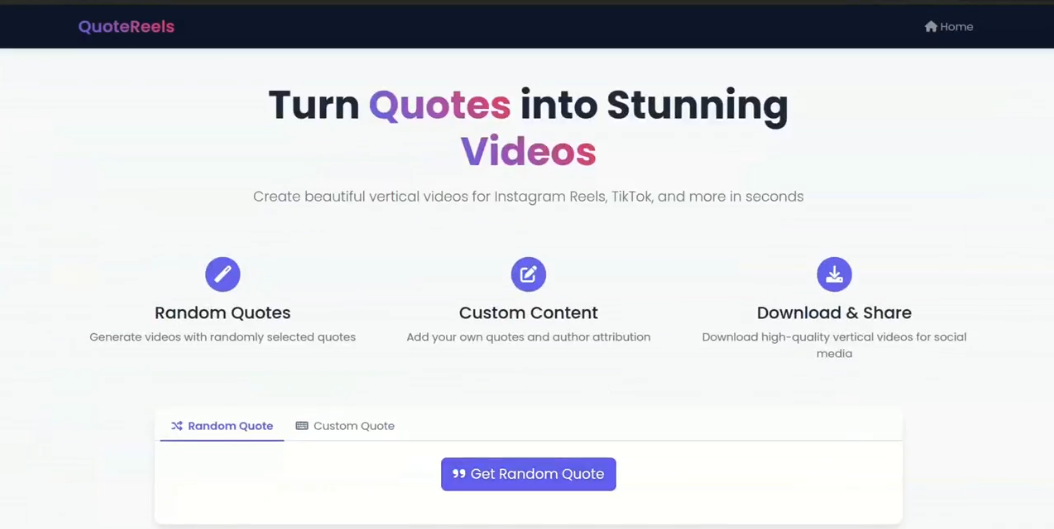 QuoteReels
Home
Turn Quotes into Stunning
Videos
Create beautiful vertical videos for Instagram Reels, TikTok, and more in seconds
Random Quotes
Generate videos with randomly selected quotes
Custom Content
Add your own quotes and author attribution
Download & Share
Download high-quality vertical videos for social
media
Random Quote
Custom Quote
Get Random Quote